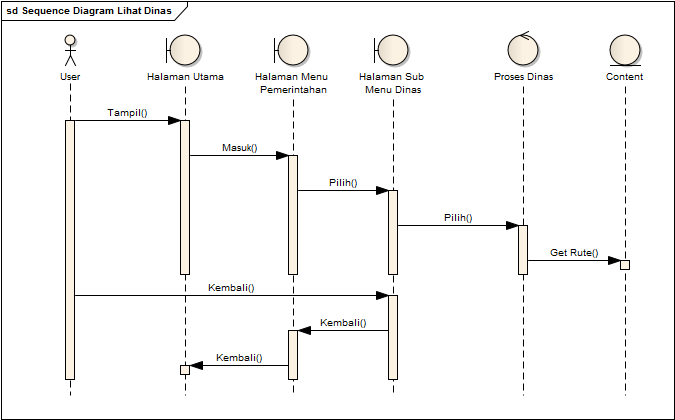 sd Sequence Diagram Lihat Dinas
User
Halaman Utama
Halaman Menu
Pemerintahan
Halaman Sub
Menu Dinas
Proses Dinas
Content
Tampil()
Masuk()
Pilih()
Pilih()
Get Rute()
Kembali()
Kembali()
Kembali()